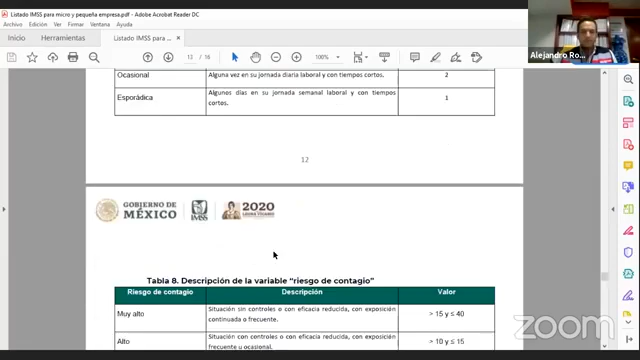 Listado IMSS para micro y pequeña empresa.pdf - Adobe Acrobat Reader DC
Archivo Edición Ver Firmar Ventana Ayuda
Inicio Herramientas Listado IMSS para m... ×
13 / 16 100%
Alejandro Ro...
Ocasional Alguna vez en su jornada diaria laboral y con tiempos cortos. 2
Esporádica Algunos días en su jornada semanal laboral y con tiempos cortos. 1
12
GOBIERNO DE MÉXICO IMSS 2020
LEONA VICARIO
Tabla 8. Descripción de la variable “riesgo de contagio”
Riesgo de contagio Descripción Valor
Muy alto Situación sin controles o con eficacia reducida, con exposición continuada o frecuente. > 15 y ≤ 40
Alto Situación con controles o con eficacia reducida, con exposición frecuente u ocasional. > 10 y ≤ 15
zoom